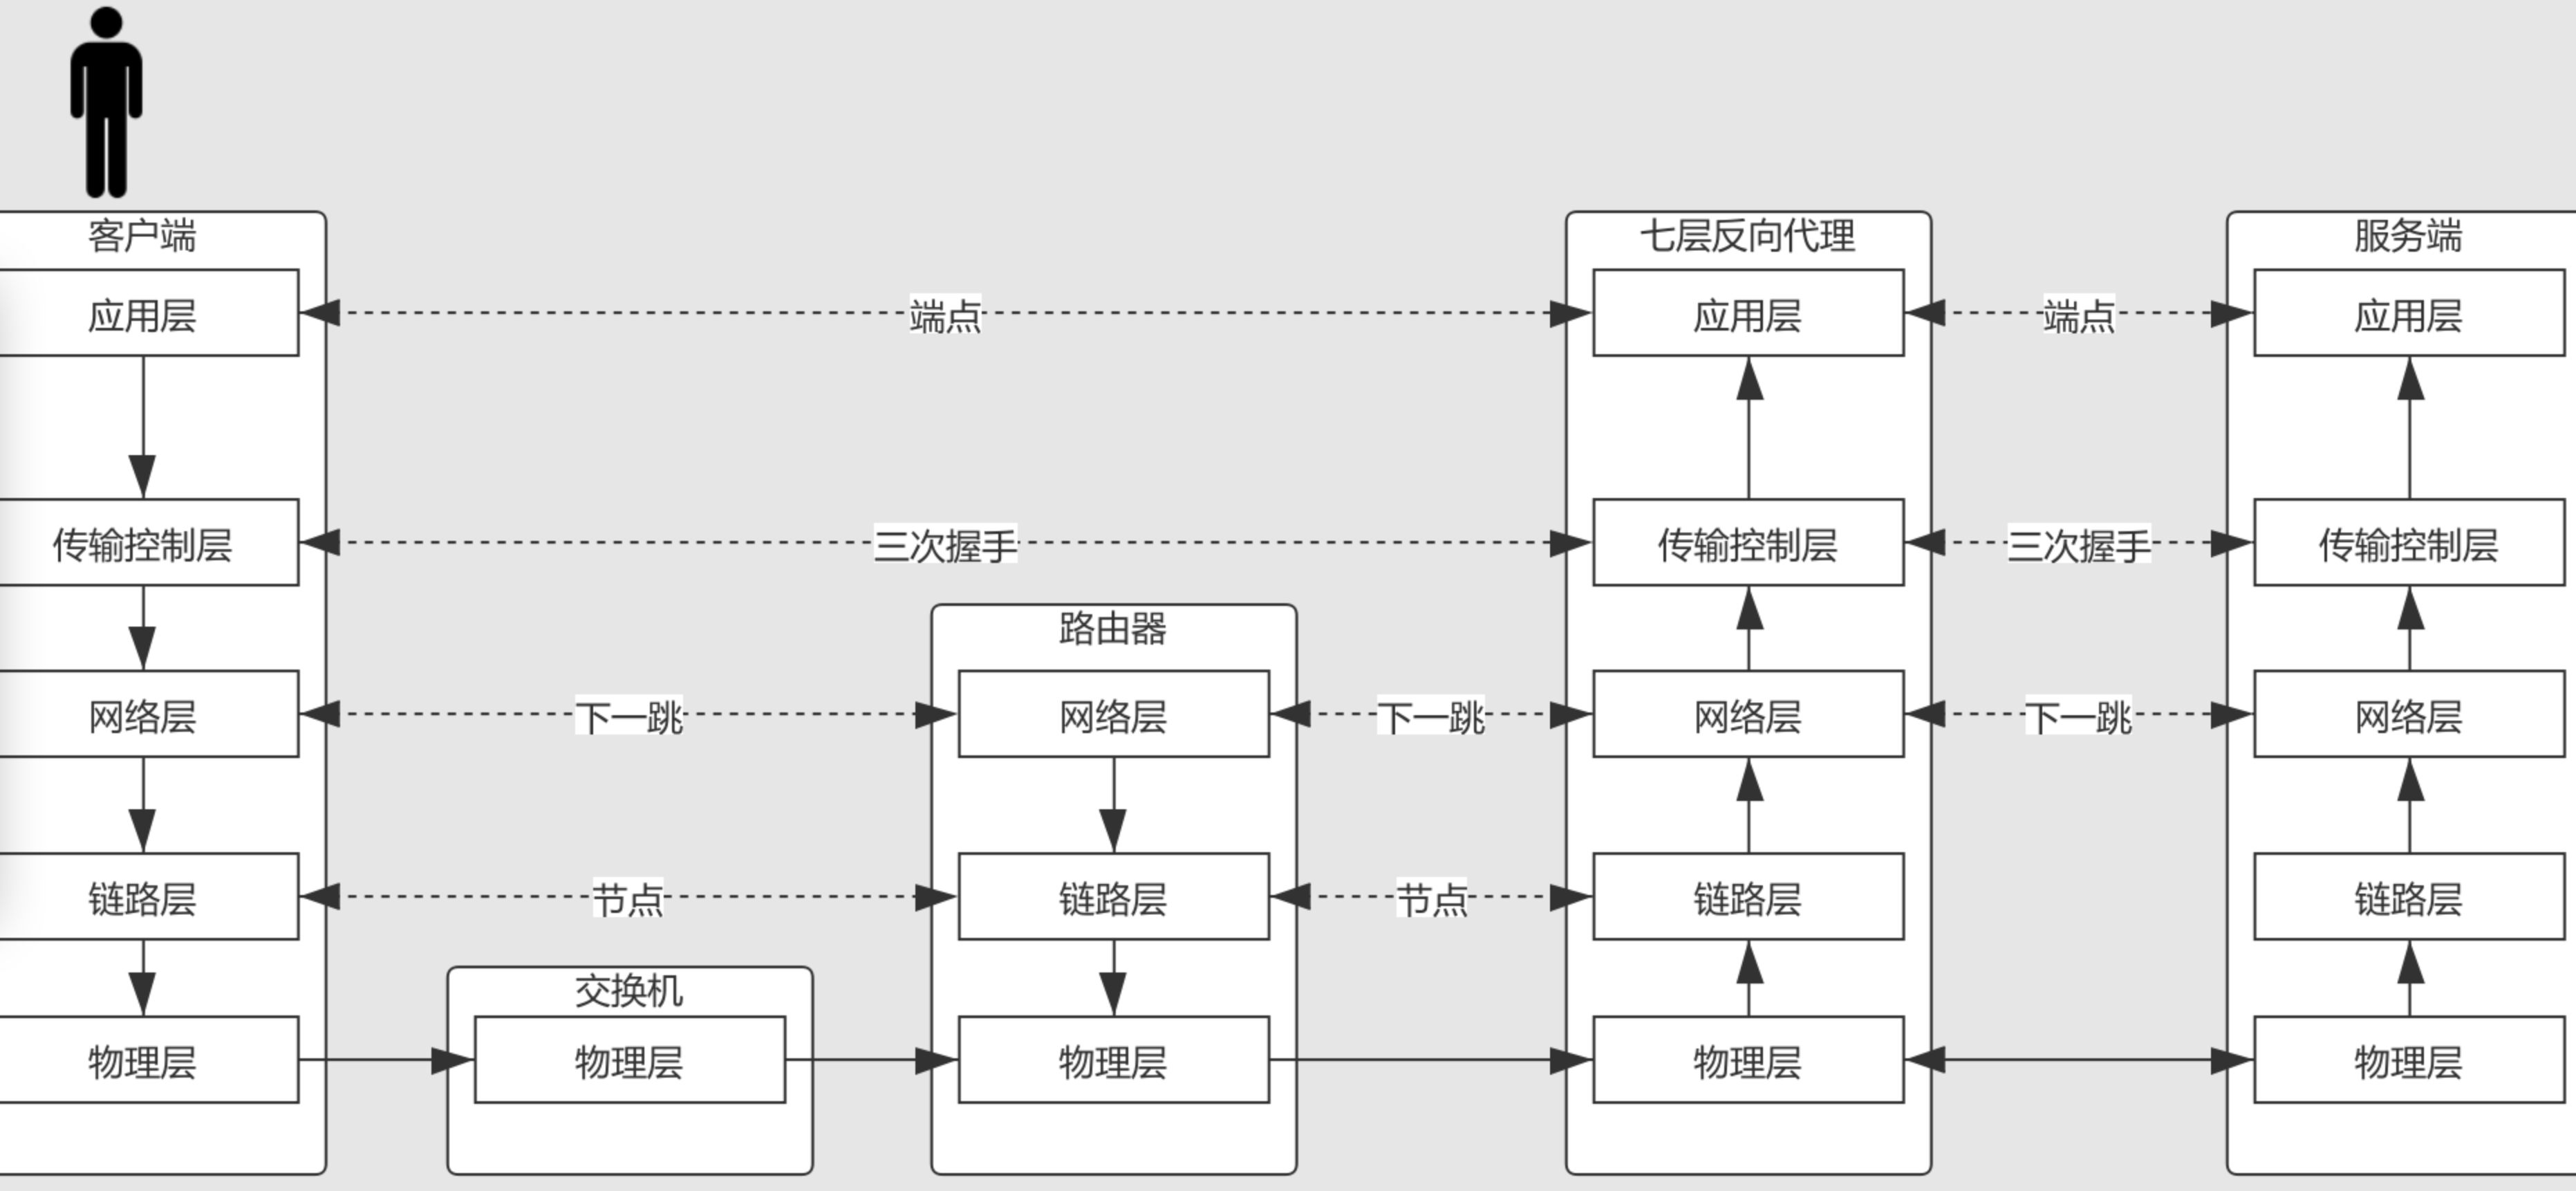 客户端
七层反向代理
服务端
应用层
端点
应用层
端点
应用层
传输控制层
三次握手
传输控制层
三次握手
传输控制层
路由器
网络层
下一跳
网络层
下一跳
网络层
下一跳
网络层
链路层
节点
链路层
节点
链路层
链路层
交换机
物理层
物理层
物理层
物理层
物理层